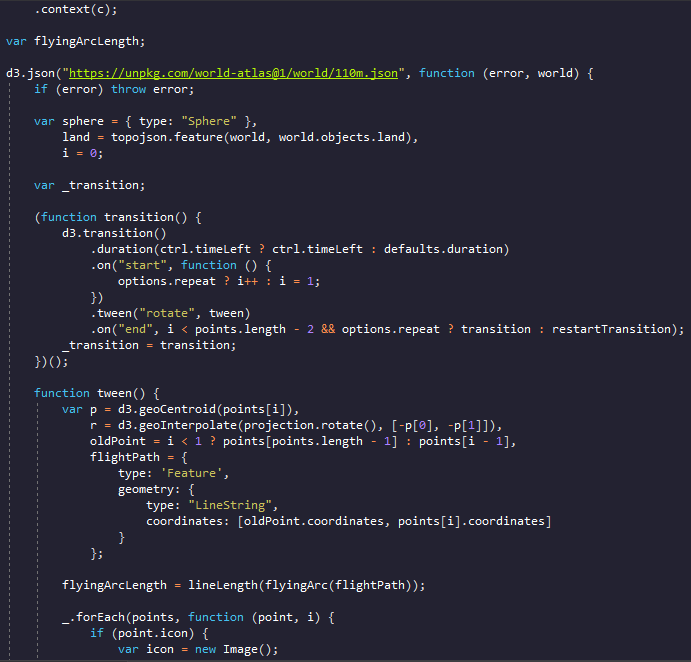 .context(c);

var flyingArcLength;

d3.json("https://unpkg.com/world-atlas@1/world/110m.json", function (error, world) {
    if (error) throw error;

    var sphere = { type: "Sphere" },
        land = topojson.feature(world, world.objects.land),
        i = 0;

    var _transition;

    (function transition() {
        d3.transition()
            .duration(ctrl.timeLeft ? ctrl.timeLeft : defaults.duration)
            .on("start", function () {
                options.repeat ? i++ : i = 1;
            })
            .tween("rotate", tween)
            .on("end", i < points.length - 2 && options.repeat ? transition : restartTransition);
        _transition = transition;
    })();

    function tween() {
        var p = d3.geoCentroid(points[i]),
            r = d3.geoInterpolate(projection.rotate(), [-p[0], -p[1]]),
            oldPoint = i < 1 ? points[points.length - 1] : points[i - 1],
            flightPath = {
                type: 'Feature',
                geometry: {
                    type: "LineString",
                    coordinates: [oldPoint.coordinates, points[i].coordinates]
                }
            };

        flyingArcLength = lineLength(flyingArc(flightPath));

        _.forEach(points, function (point, i) {
            if (point.icon) {
                var icon = new Image();